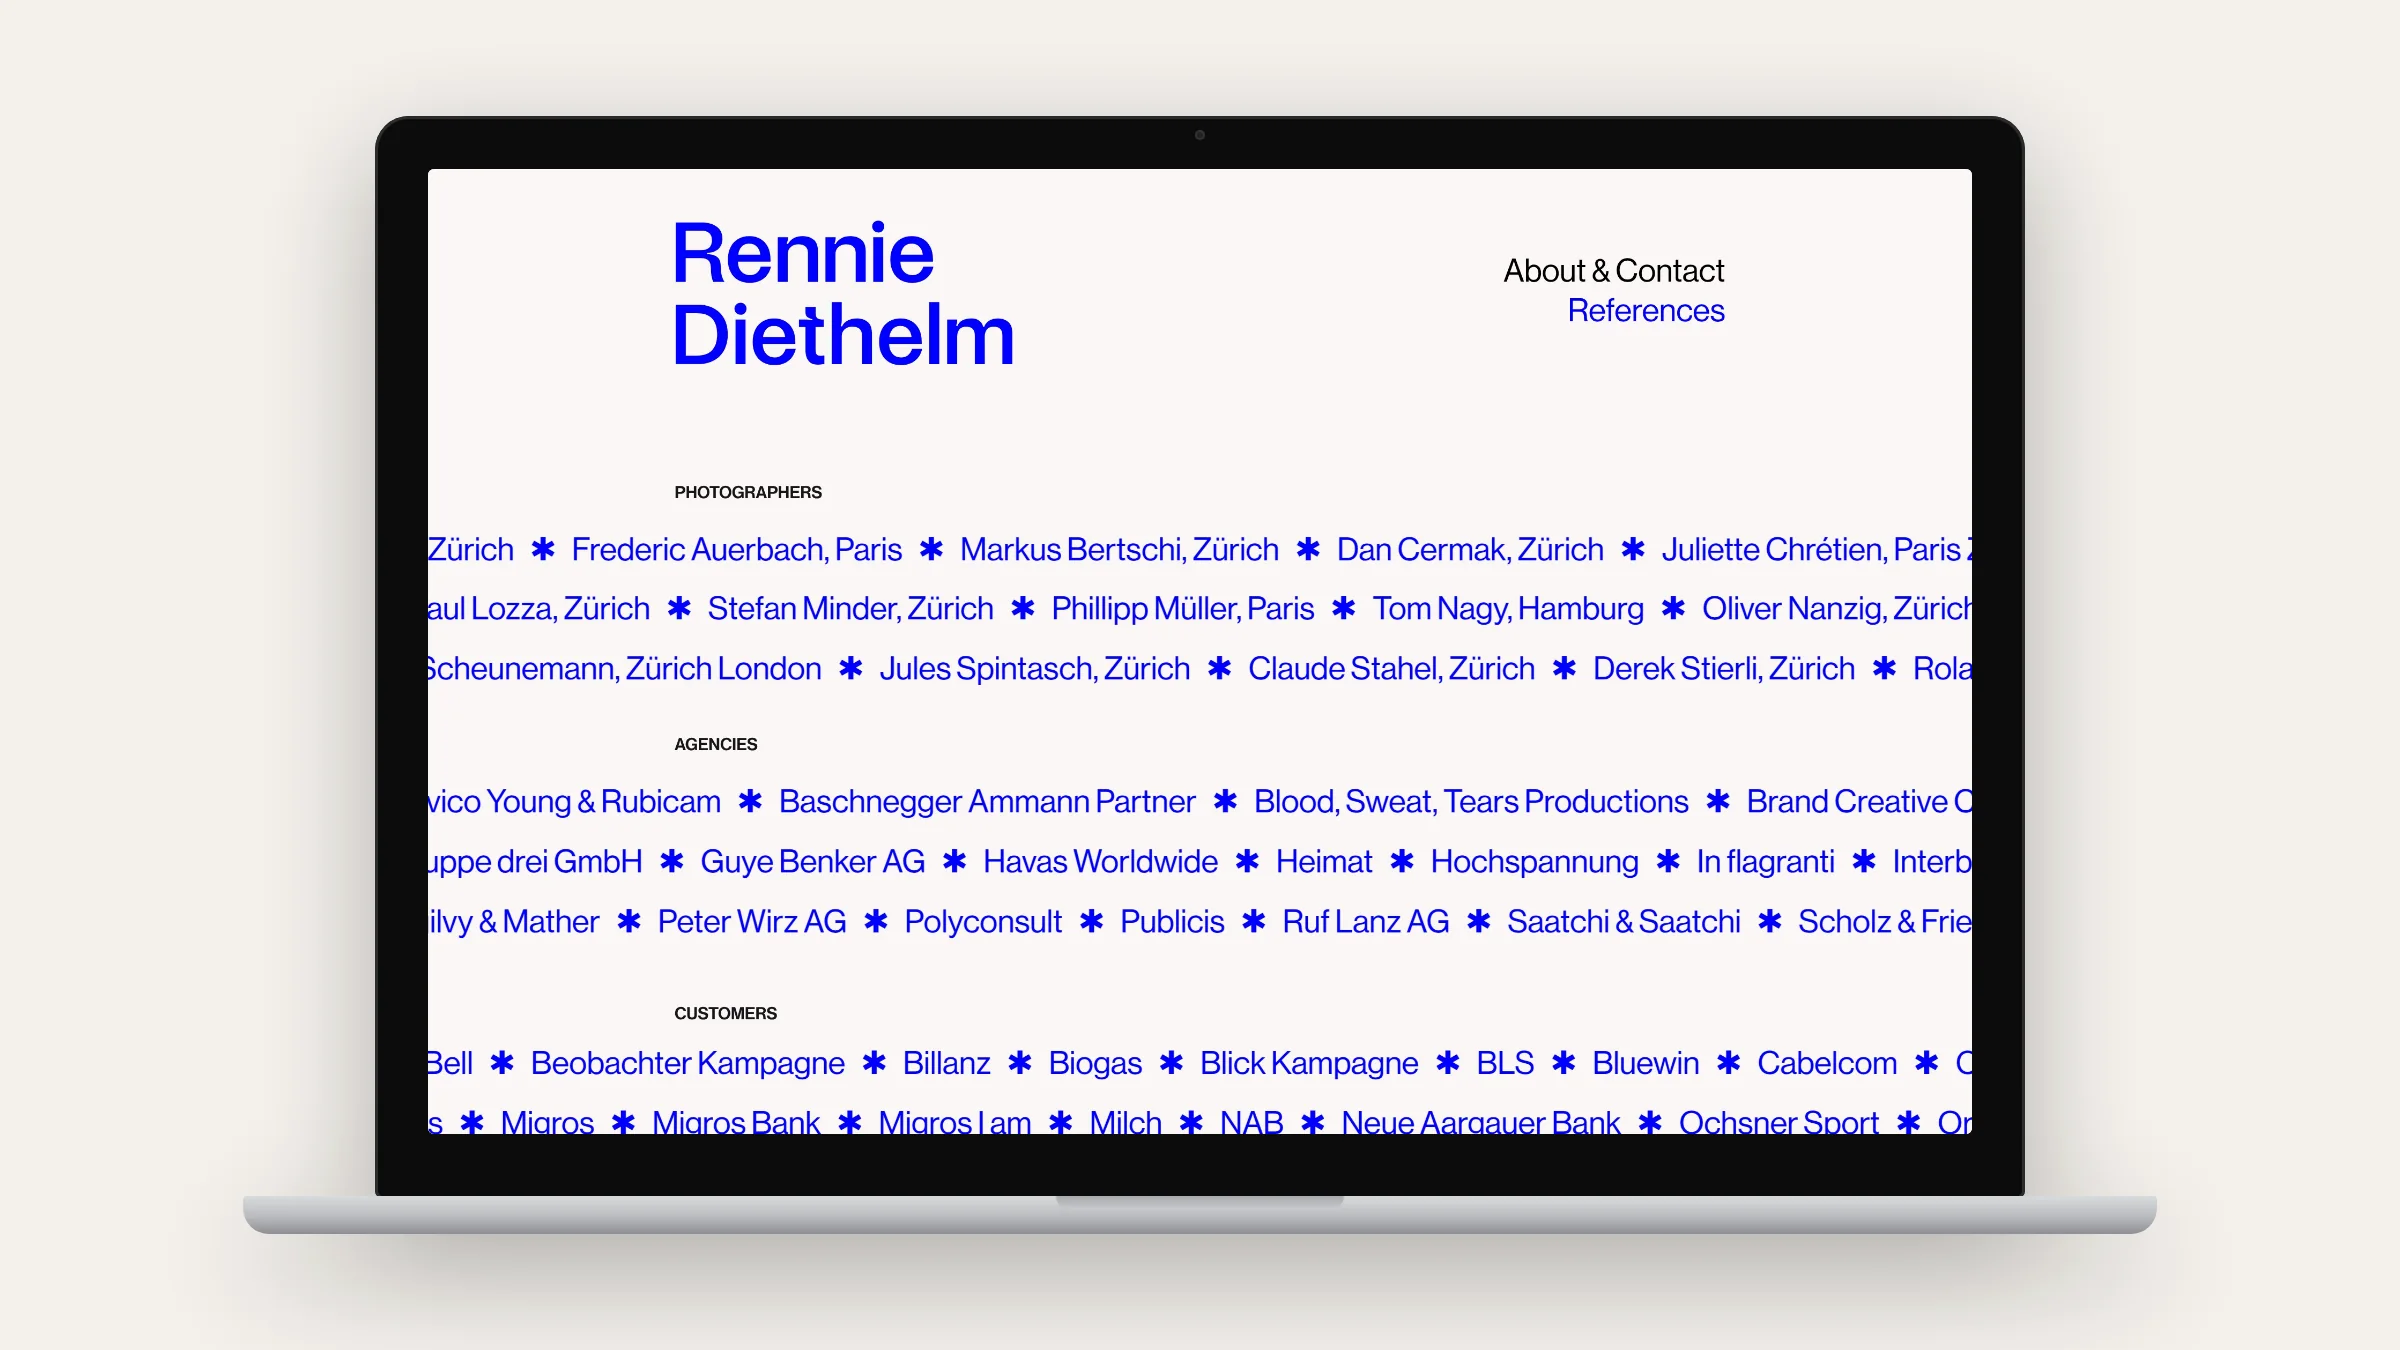 Rennie
Diethelm
About & Contact
References
PHOTOGRAPHERS
Zürich ✱ Frederic Auerbach, Paris ✱ Markus Bertschi, Zürich ✱ Dan Cermak, Zürich ✱ Juliette Chrétien, Paris
aul Lozza, Zürich ✱ Stefan Minder, Zürich ✱ Phillipp Müller, Paris ✱ Tom Nagy, Hamburg ✱ Oliver Nanzig, Zürich
Scheunemann, Zürich London ✱ Jules Spintasch, Zürich ✱ Claude Stahel, Zürich ✱ Derek Stierli, Zürich ✱ Rola
AGENCIES
vico Young & Rubicam ✱ Baschnegger Ammann Partner ✱ Blood, Sweat, Tears Productions ✱ Brand Creative C
uppe drei GmbH ✱ Guye Benker AG ✱ Havas Worldwide ✱ Heimat ✱ Hochspannung ✱ In flagranti ✱ Interb
ilvy & Mather ✱ Peter Wirz AG ✱ Polyconsult ✱ Publicis ✱ Ruf Lanz AG ✱ Saatchi & Saatchi ✱ Scholz & Frie
CUSTOMERS
Bell ✱ Beobachter Kampagne ✱ Billanz ✱ Biogas ✱ Blick Kampagne ✱ BLS ✱ Bluewin ✱ Cabelcom ✱
s ✱ Migros ✱ Migros Bank ✱ Migros I am ✱ Milch ✱ NAB ✱ Neue Aargauer Bank ✱ Ochsner Sport ✱ Or